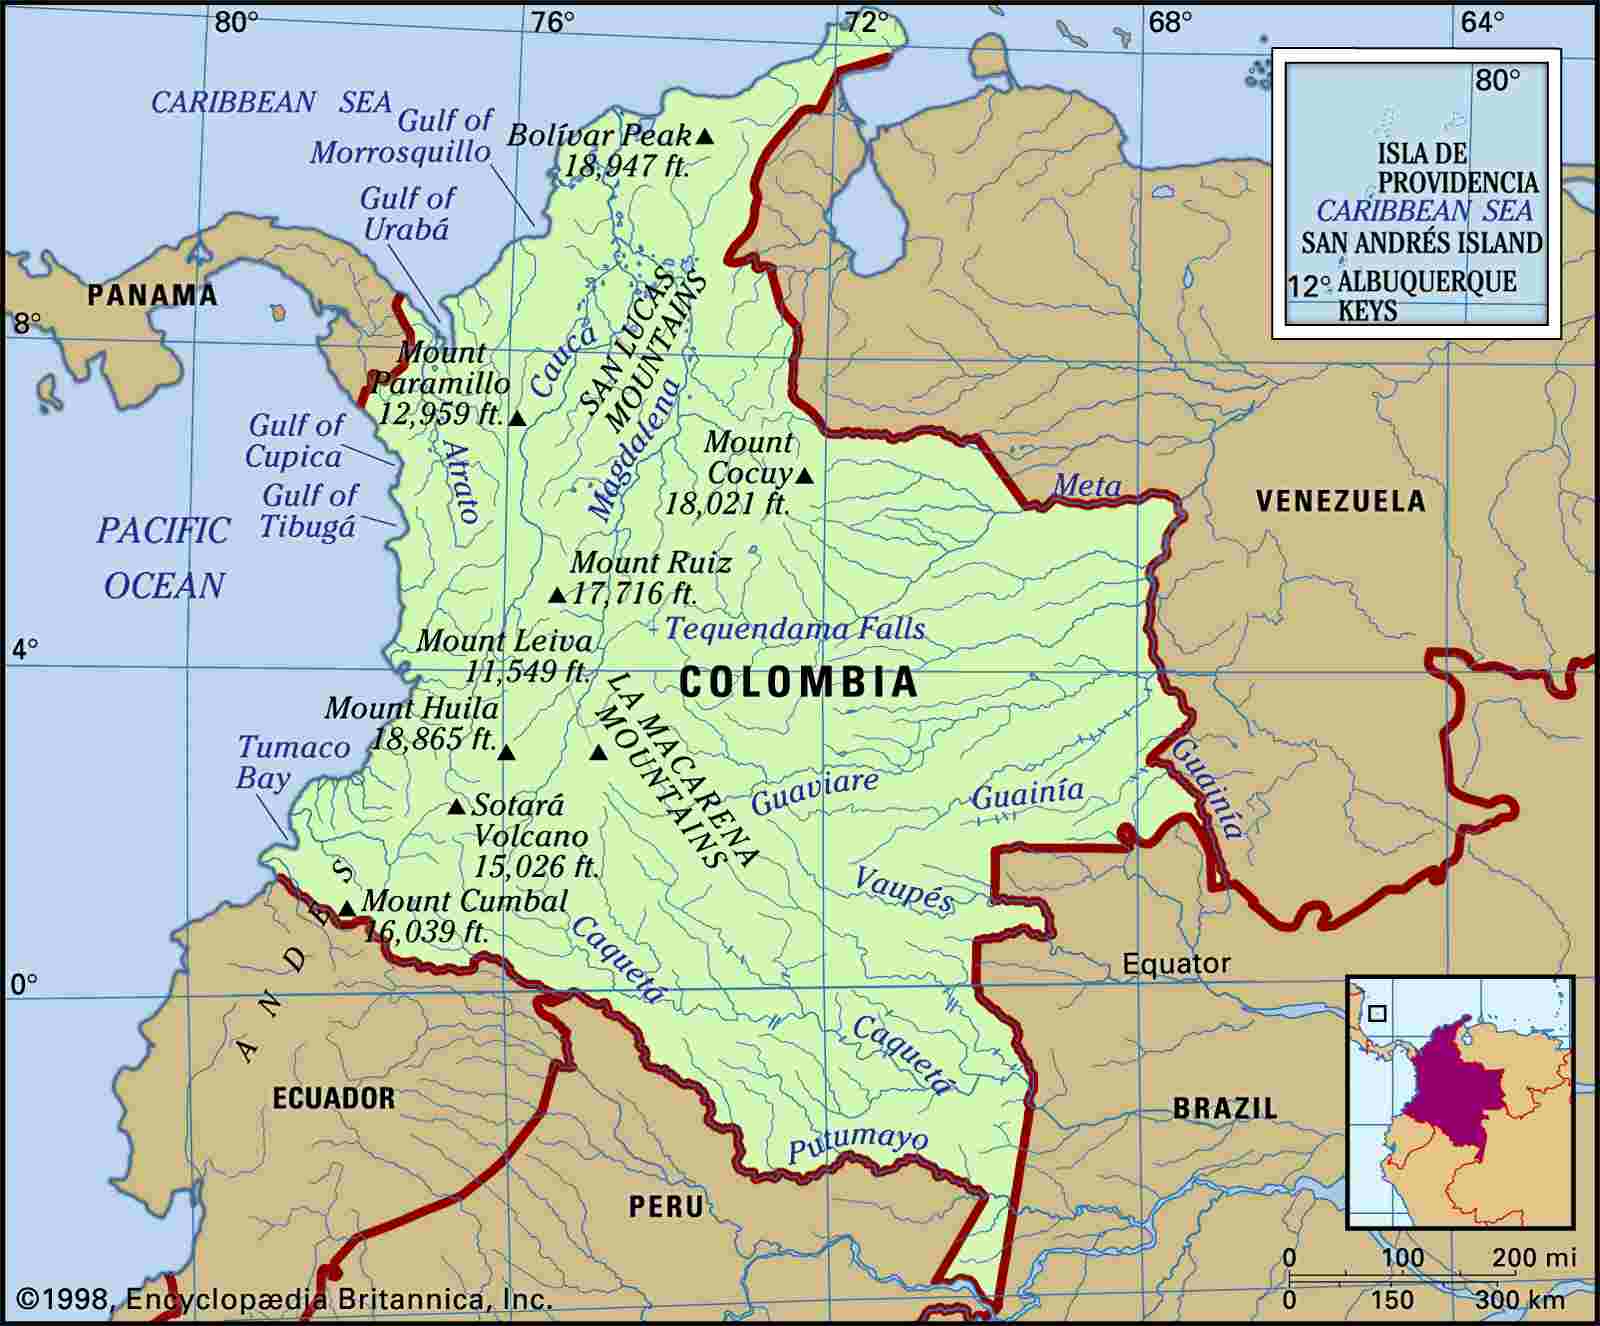 80°
76°
72°
68°
64°
CARIBBEAN SEA
Gulf of
Morrosquillo
Bolívar Peak
18,947 ft.
Gulf of
Urabá
80°
ISLA DE
PROVIDENCIA
CARIBBEAN SEA
SAN ANDRÉS ISLAND
12°
ALBUQUERQUE
KEYS
PANAMA
8°
Mount
Paramillo
12,959 ft.
Cauca
SAN LUCAS
MOUNTAINS
Magdalena
Gulf of
Cupica
Gulf of
Tibugá
Atrato
Mount
Cocuy
18,021 ft.
Meta
VENEZUELA
PACIFIC
OCEAN
Mount Ruiz
17,716 ft.
Tequendama Falls
4°
Mount Leiva
11,549 ft.
COLOMBIA
Mount Huila
18,865 ft.
LA MACARENA
MOUNTAINS
Tumaco
Bay
Guaviare
Guainía
Guainía
Sotará
Volcano
15,026 ft.
Vaupés
Mount Cumbal
16,039 ft.
ANDES
Caquetá
Equator
0°
Caquetá
ECUADOR
BRAZIL
Putumayo
PERU
0 100 200 mi
0 150 300 km
©1998, Encyclopædia Britannica, Inc.